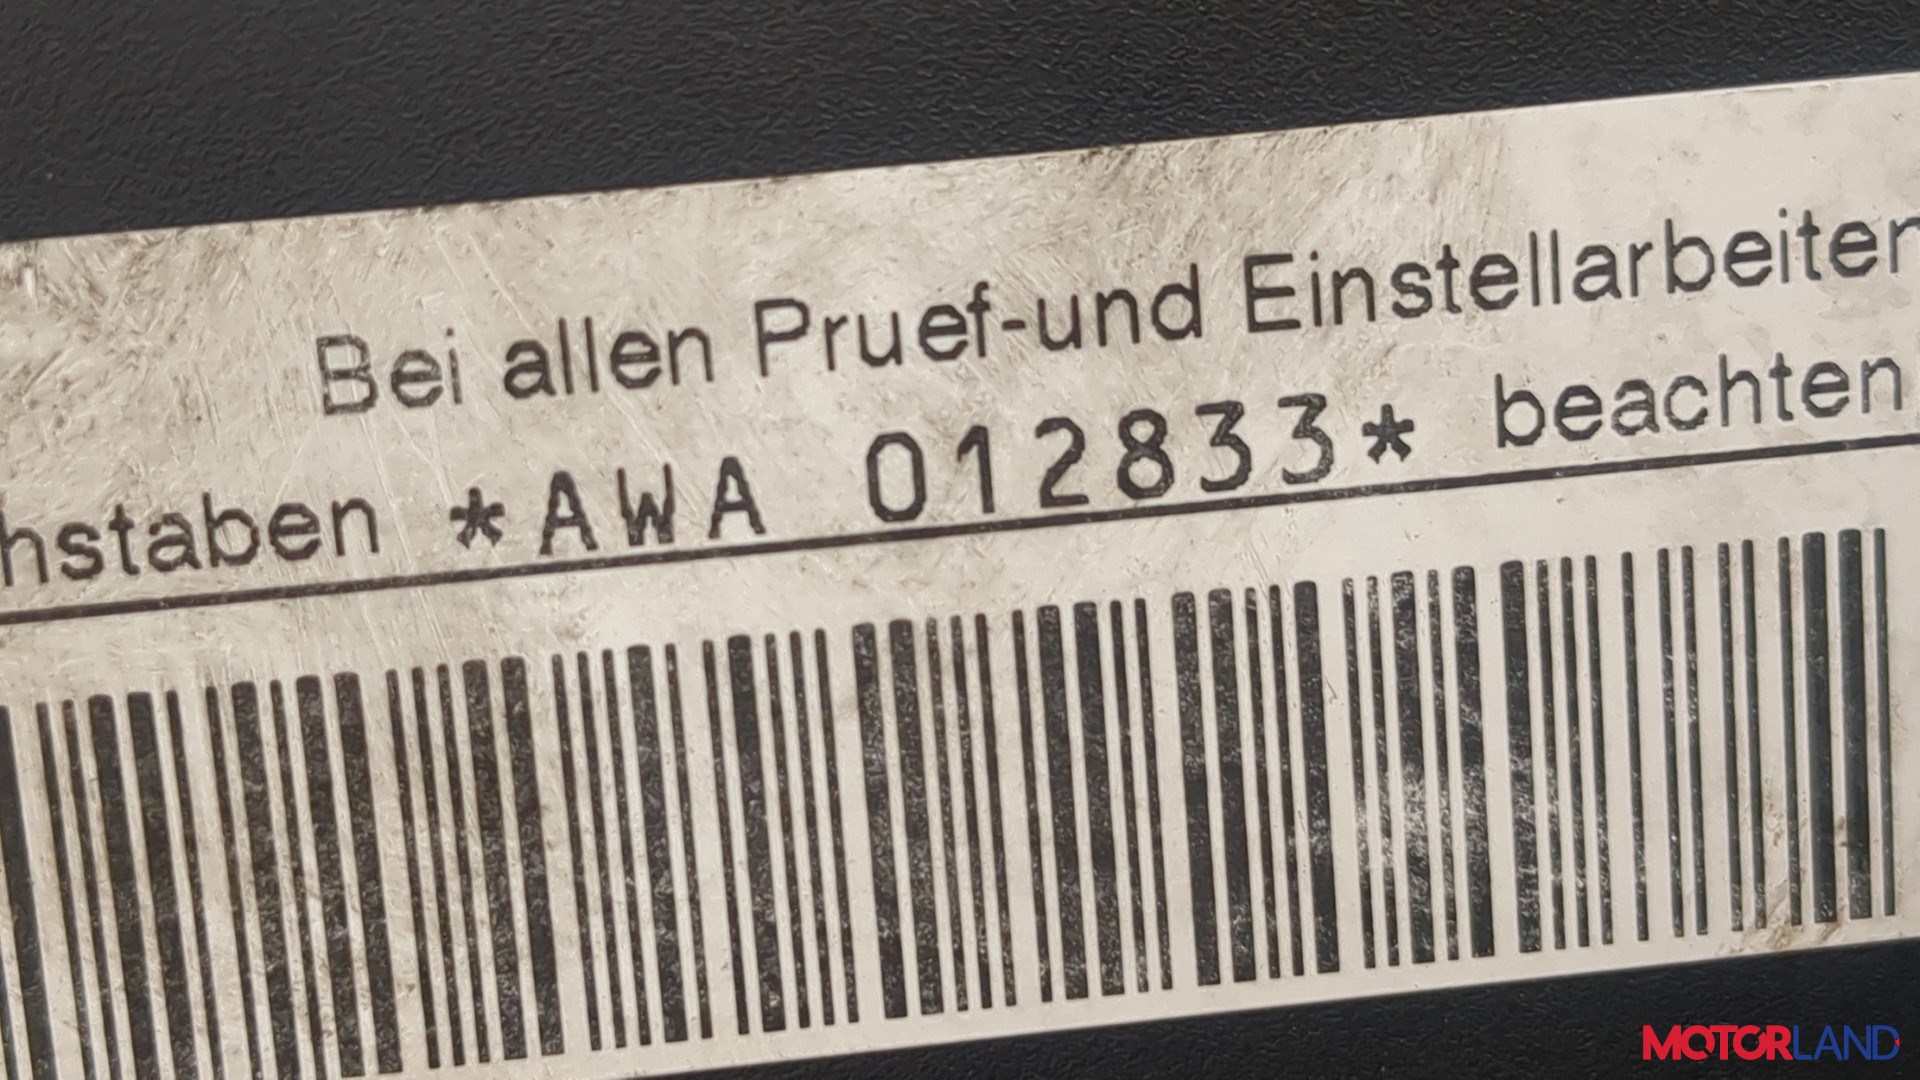 Bei allen Pruef-und Einstellarbeiten
hstaben *AWA 012833* beachten
MOTORLAND